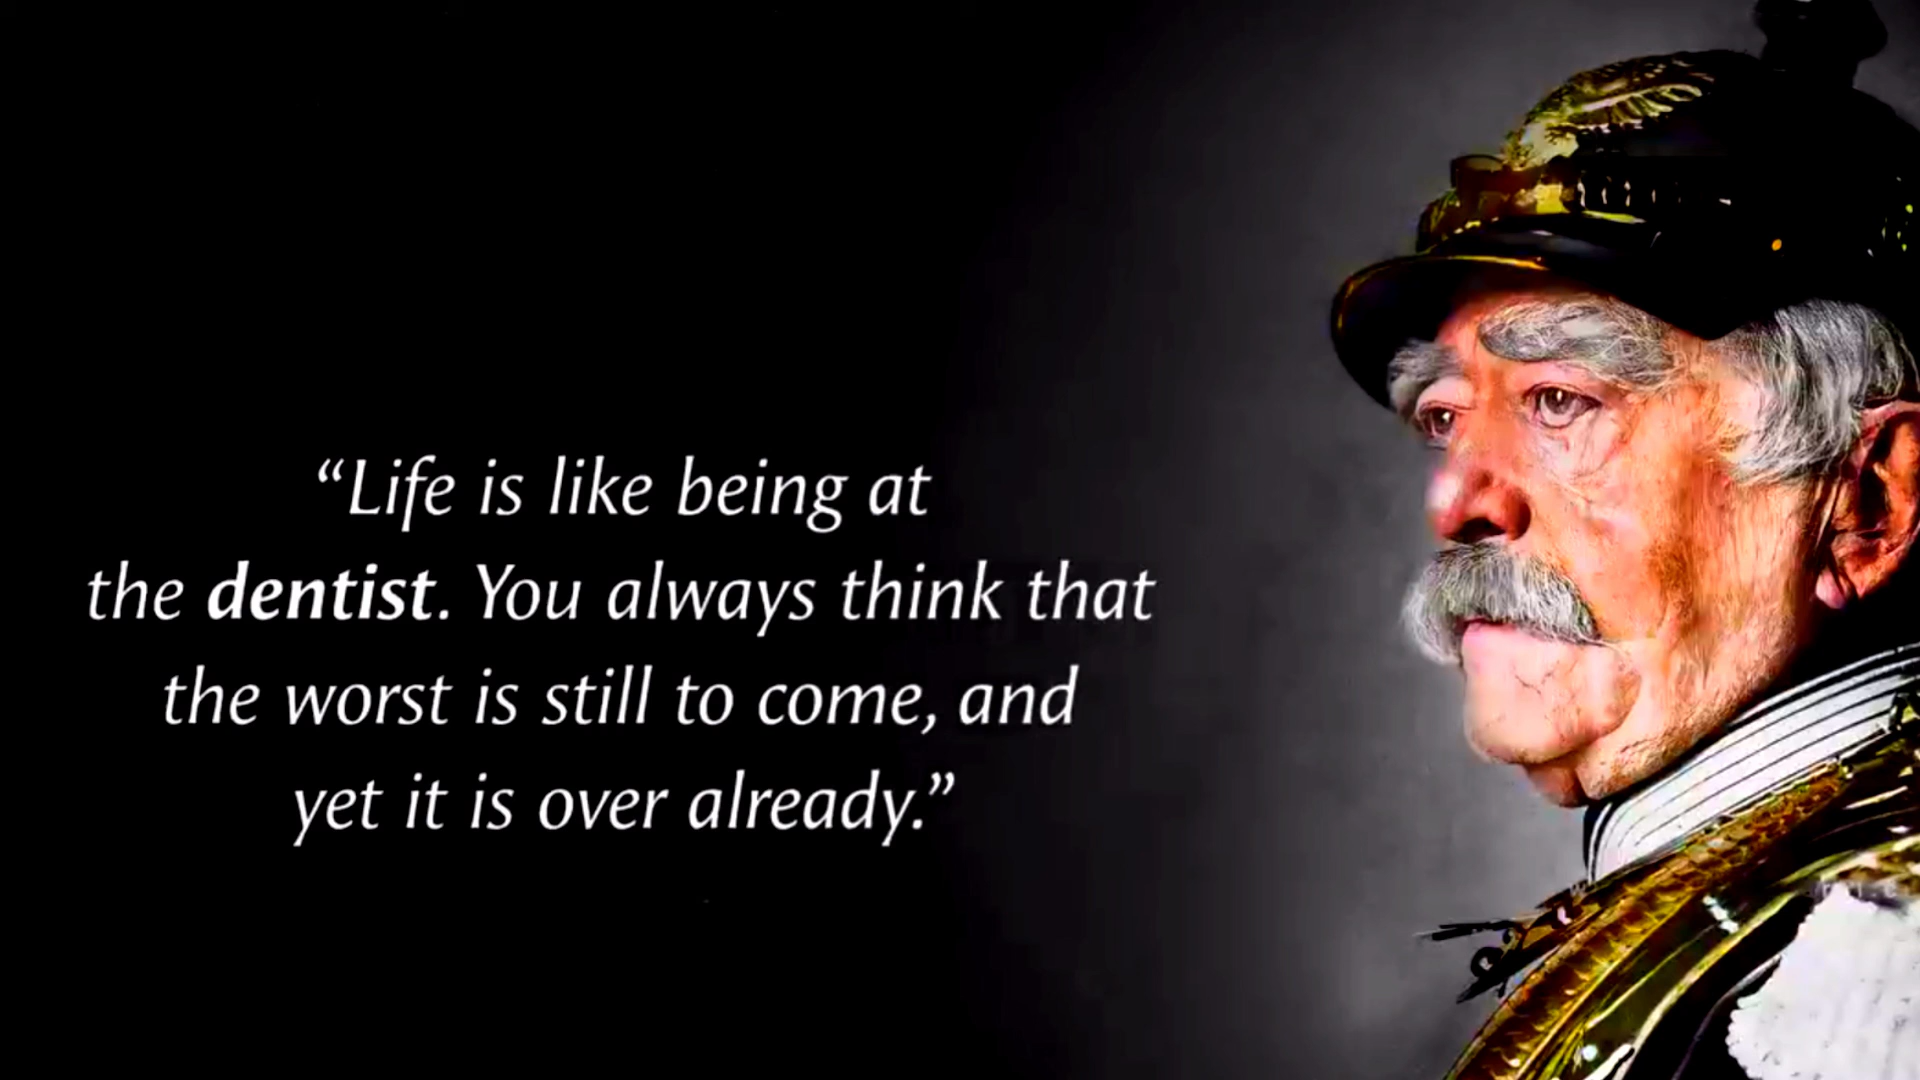 “Life is like being at
the dentist. You always think that
the worst is still to come, and
yet it is over already.”